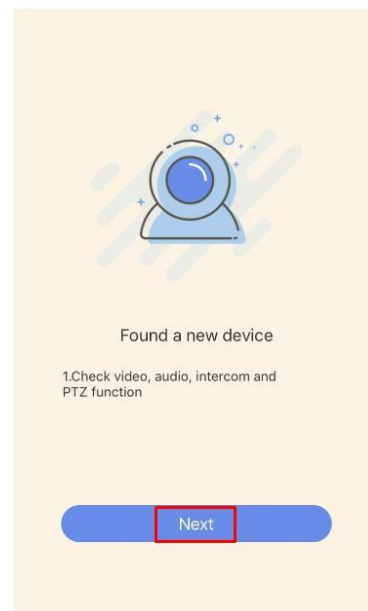 Found a new device
1.Check video, audio, intercom and
PTZ function
Next